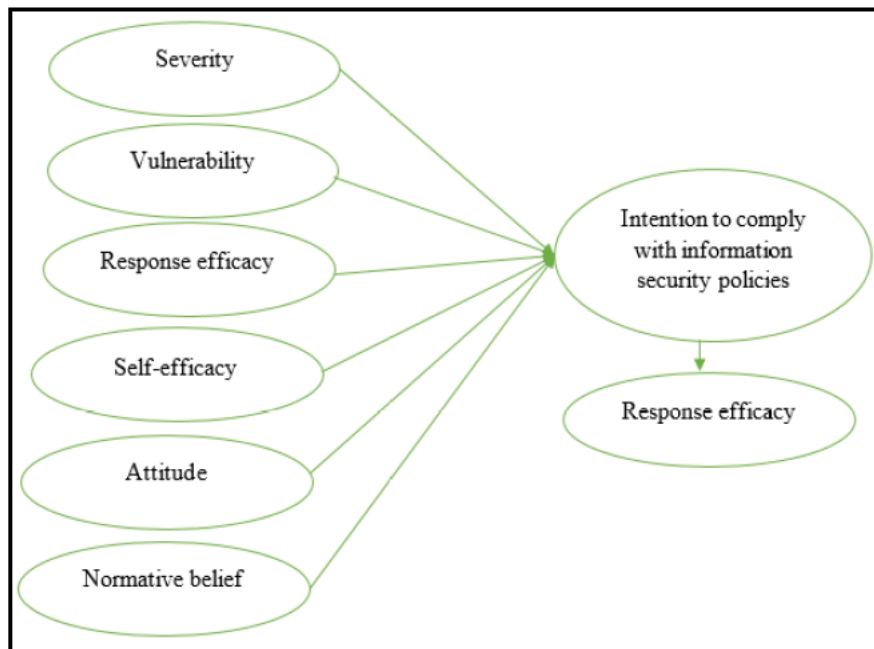 Severity
Vulnerability
Response efficacy
Self-efficacy
Attitude
Normative belief
Intention to comply
with information
security policies
Response efficacy